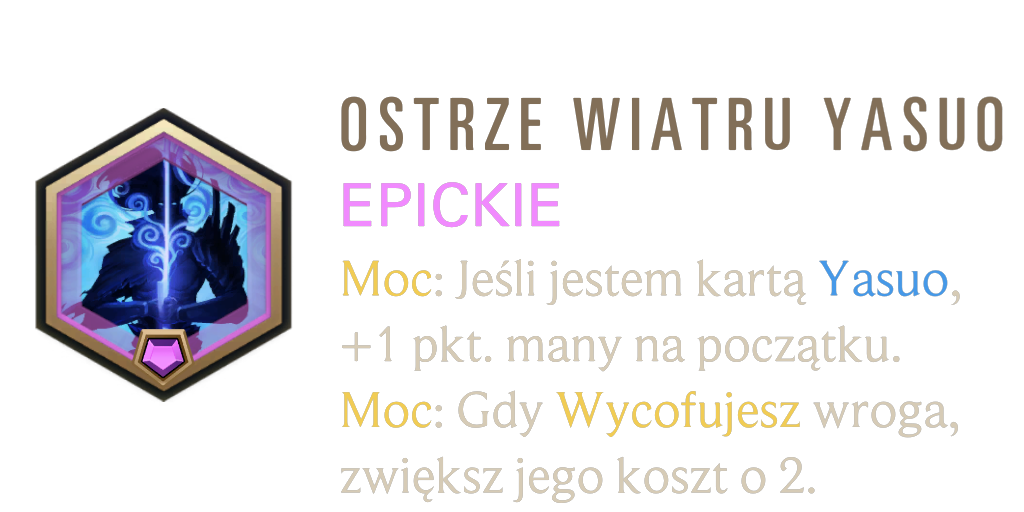 OSTRZE WIATRU YASUO
EPICKIE
Moc: Jeśli jestem kartą Yasuo,
+1 pkt. many na początku.
Moc: Gdy Wycofujesz wroga,
zwiększ jego koszt o 2.